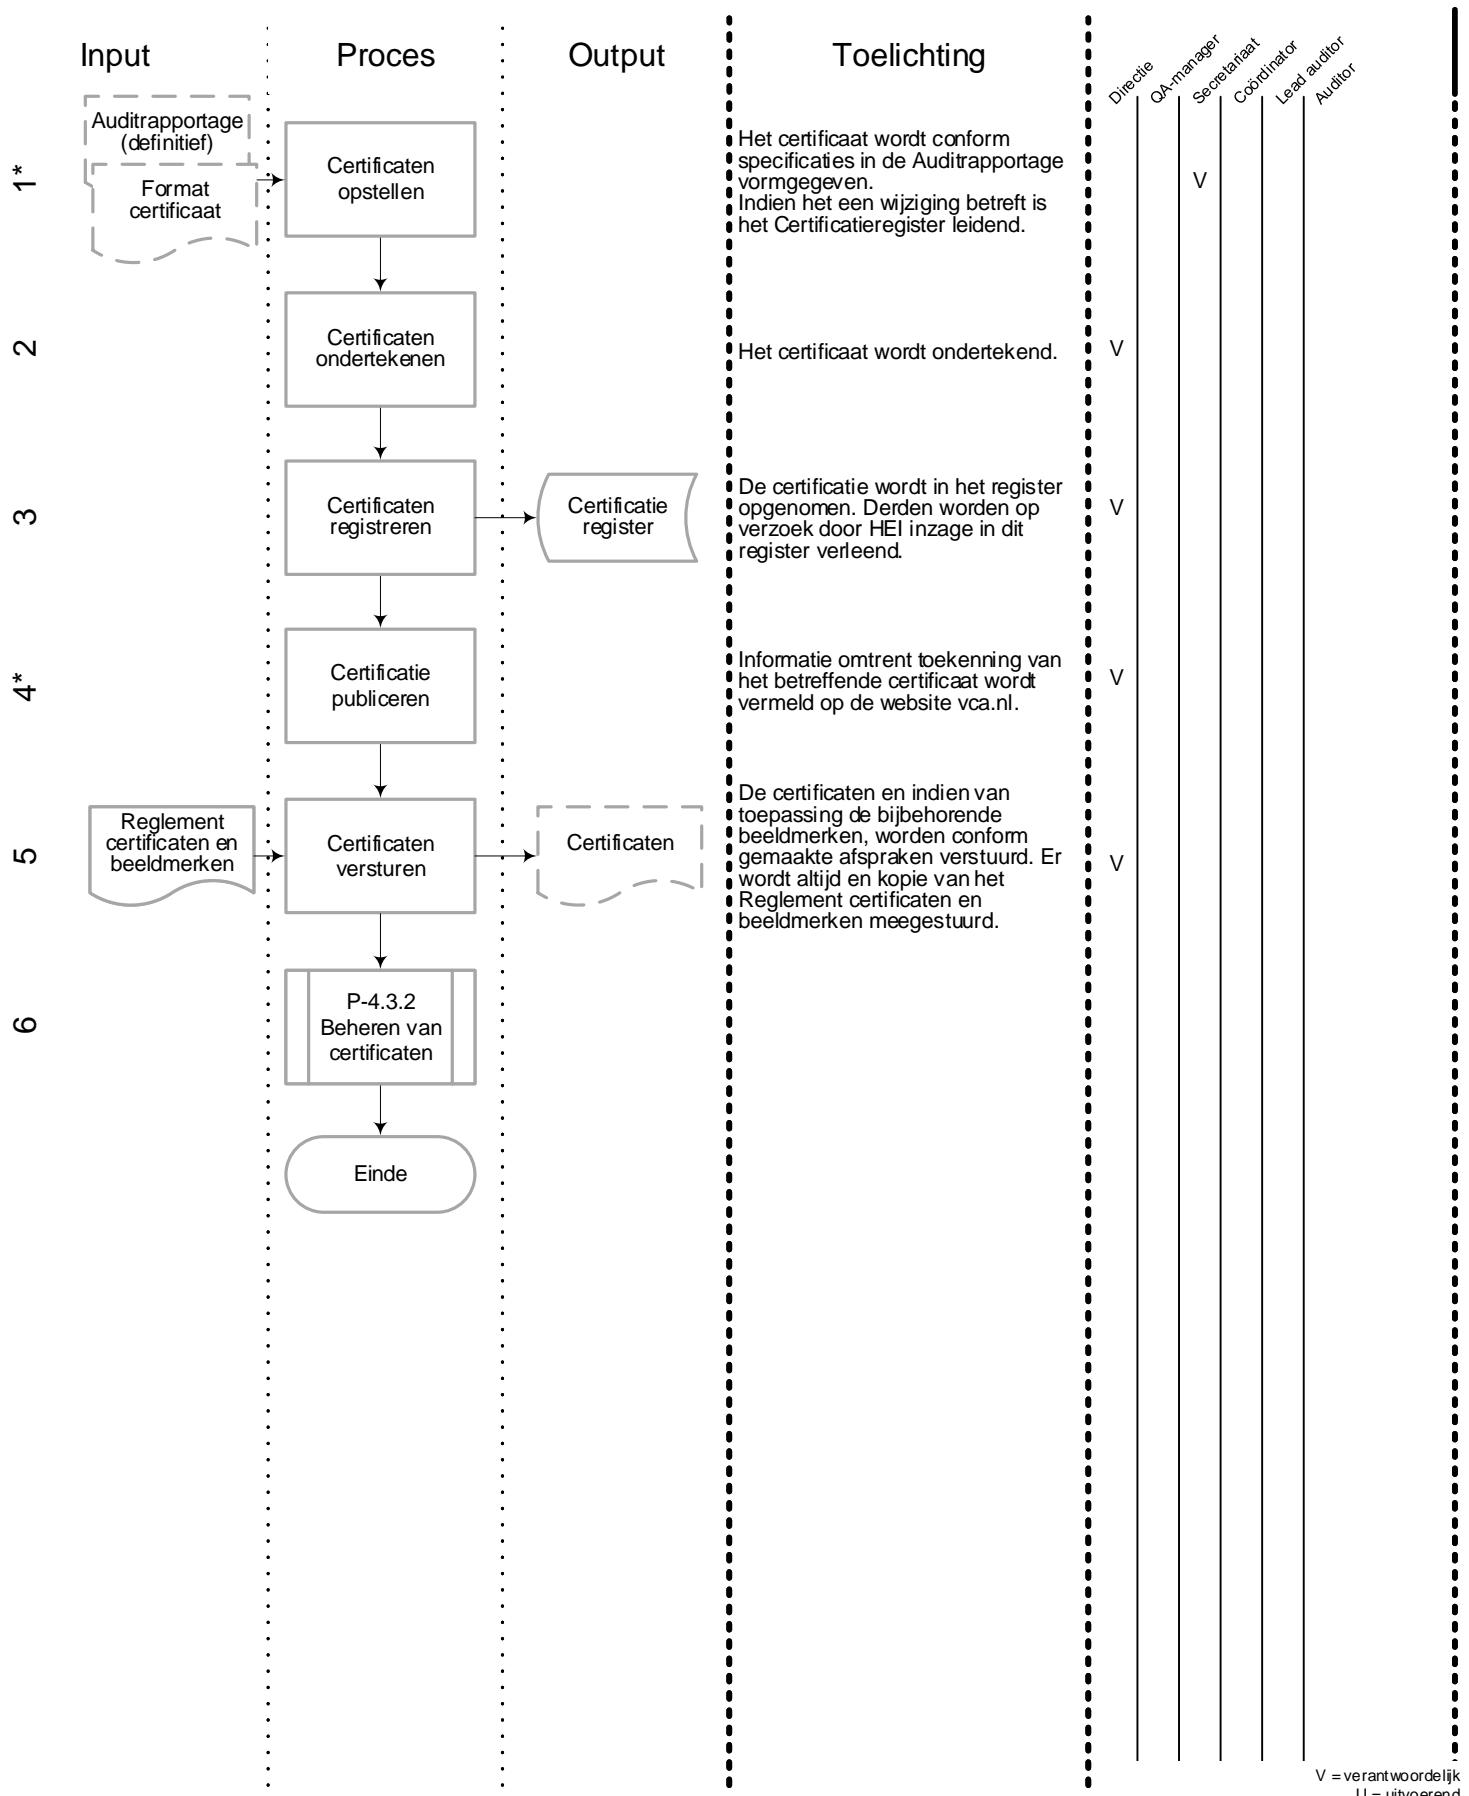 Input
Proces
Output
Toelichting
Directie
QA-manager
Secretariaat
Coördinator
Lead auditor
Auditor
1*
Auditrapportage
(definitief)
Format
certificaat
Certificaten
opstellen
Het certificaat wordt conform
specificaties in de Auditrapportage
vormgegeven.
Indien het een wijziging betreft is
het Certificatieregister leidend.
V
2
Certificaten
ondertekenen
Het certificaat wordt ondertekend.
V
3
Certificaten
registreren
Certificatie
register
De certificatie wordt in het register
opgenomen. Derden worden op
verzoek door HEI inzage in dit
register verleend.
V
4*
Certificatie
publiceren
Informatie omtrent toekenning van
het betreffende certificaat wordt
vermeld op de website vca.nl.
V
5
Reglement
certificaten en
beeldmerken
Certificaten
versturen
Certificaten
De certificaten en indien van
toepassing de bijbehorende
beeldmerken, worden conform
gemaakte afspraken verstuurd. Er
wordt altijd en kopie van het
Reglement certificaten en
beeldmerken meegestuurd.
V
6
P-4.3.2
Beheren van
certificaten
Einde
V = verantwoordelijk
U = uitvoerend